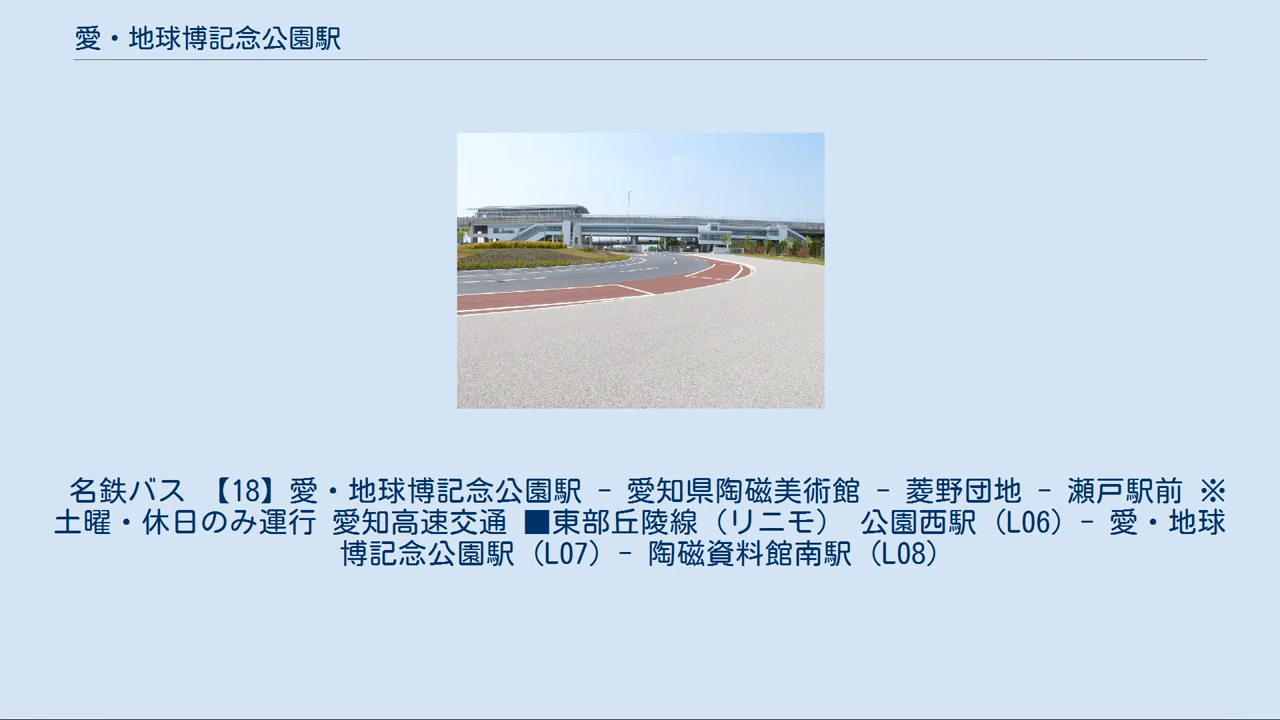 愛・地球博記念公園駅
名鉄バス 【18】愛・地球博記念公園駅 - 愛知県陶磁美術館 - 菱野団地 - 瀬戸駅前 ※
土曜・休日のみ運行 愛知高速交通 ■東部丘陵線（リニモ） 公園西駅（L06）- 愛・地球
博記念公園駅（L07）- 陶磁資料館南駅（L08）